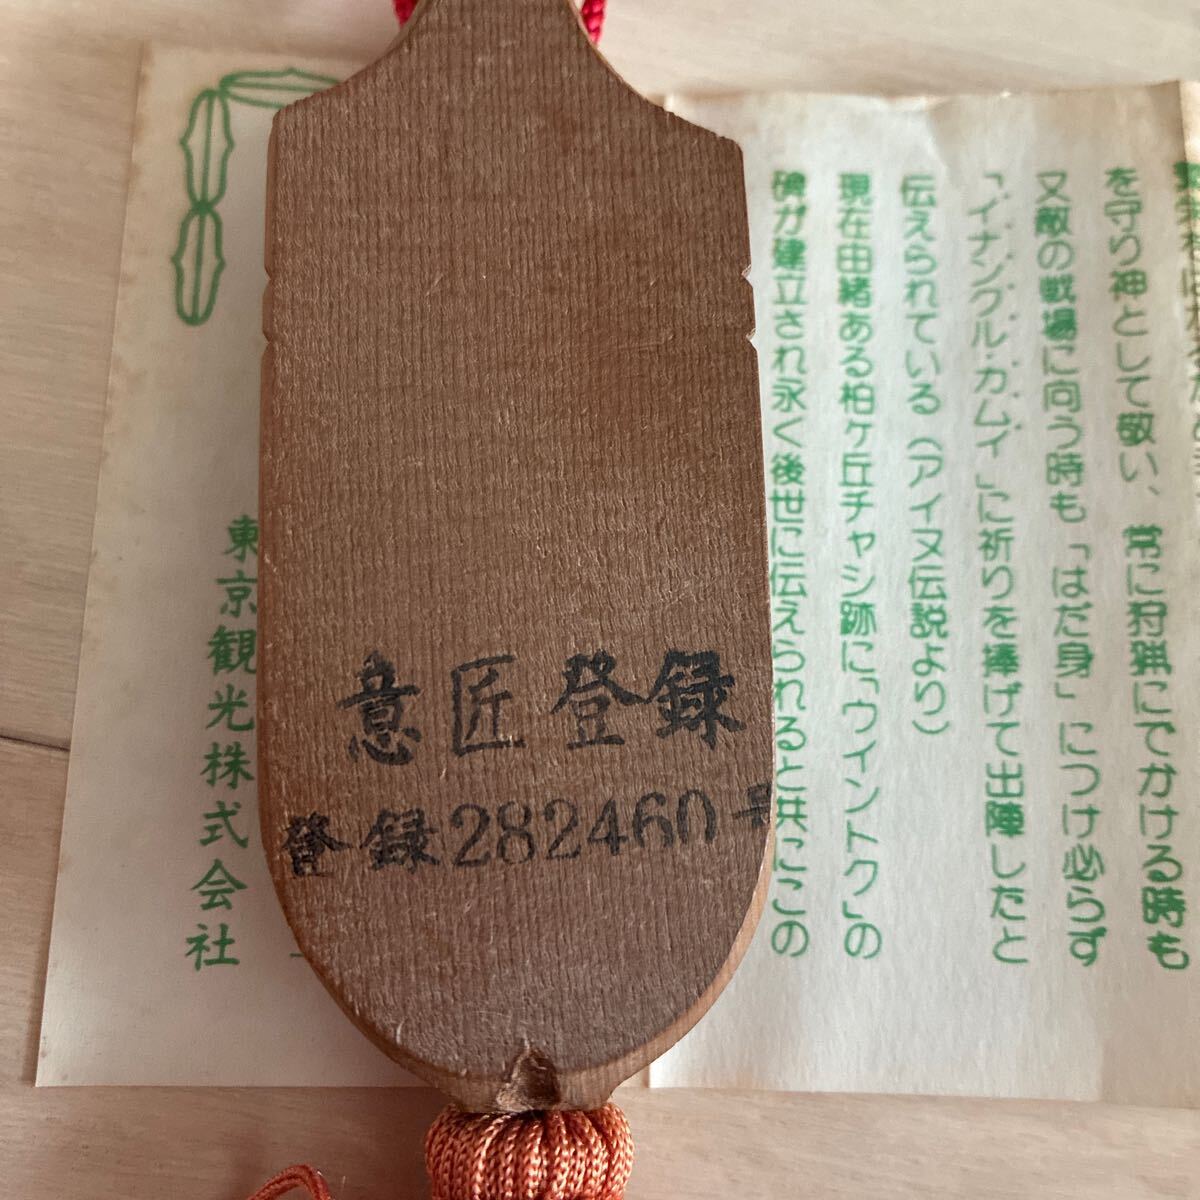 を守り神として敬い、常に狩猟にでかける時も
又敵の戦場に向う時も「はだ身」につけ必らず
「イナングル・カムイ」に祈りを捧げて出陣したと
伝えられている（アイヌ伝説より）
現在由緒ある柏ケ丘チャシ跡に「ウイントク」の
碑が建立され永く後世に伝えられると共にこの
東京観光株式会社
意匠登録
登録282460号